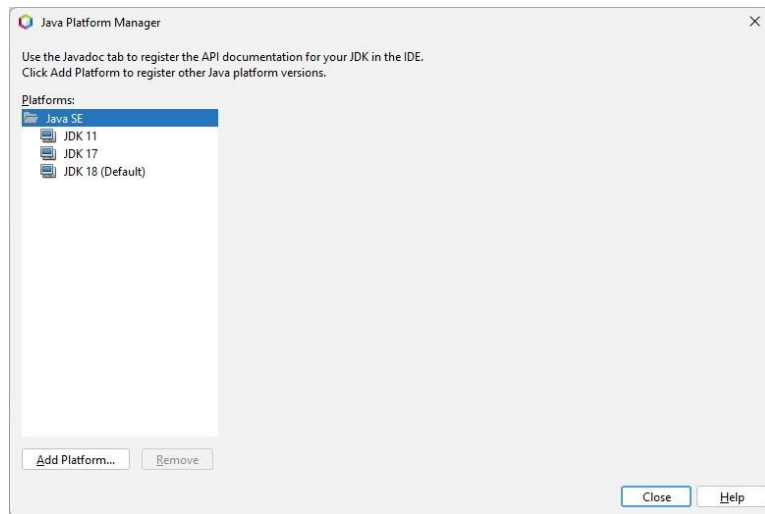 Java Platform Manager
Use the Javadoc tab to register the API documentation for your JDK in the IDE.
Click Add Platform to register other Java platform versions.
Platforms:
Java SE
JDK 11
JDK 17
JDK 18 (Default)
Add Platform...
Remove
Close
Help